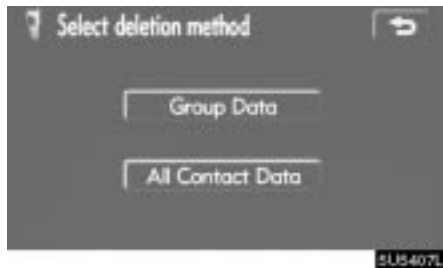 Select deletion method
Group Data
All Contact Data
5U5407L